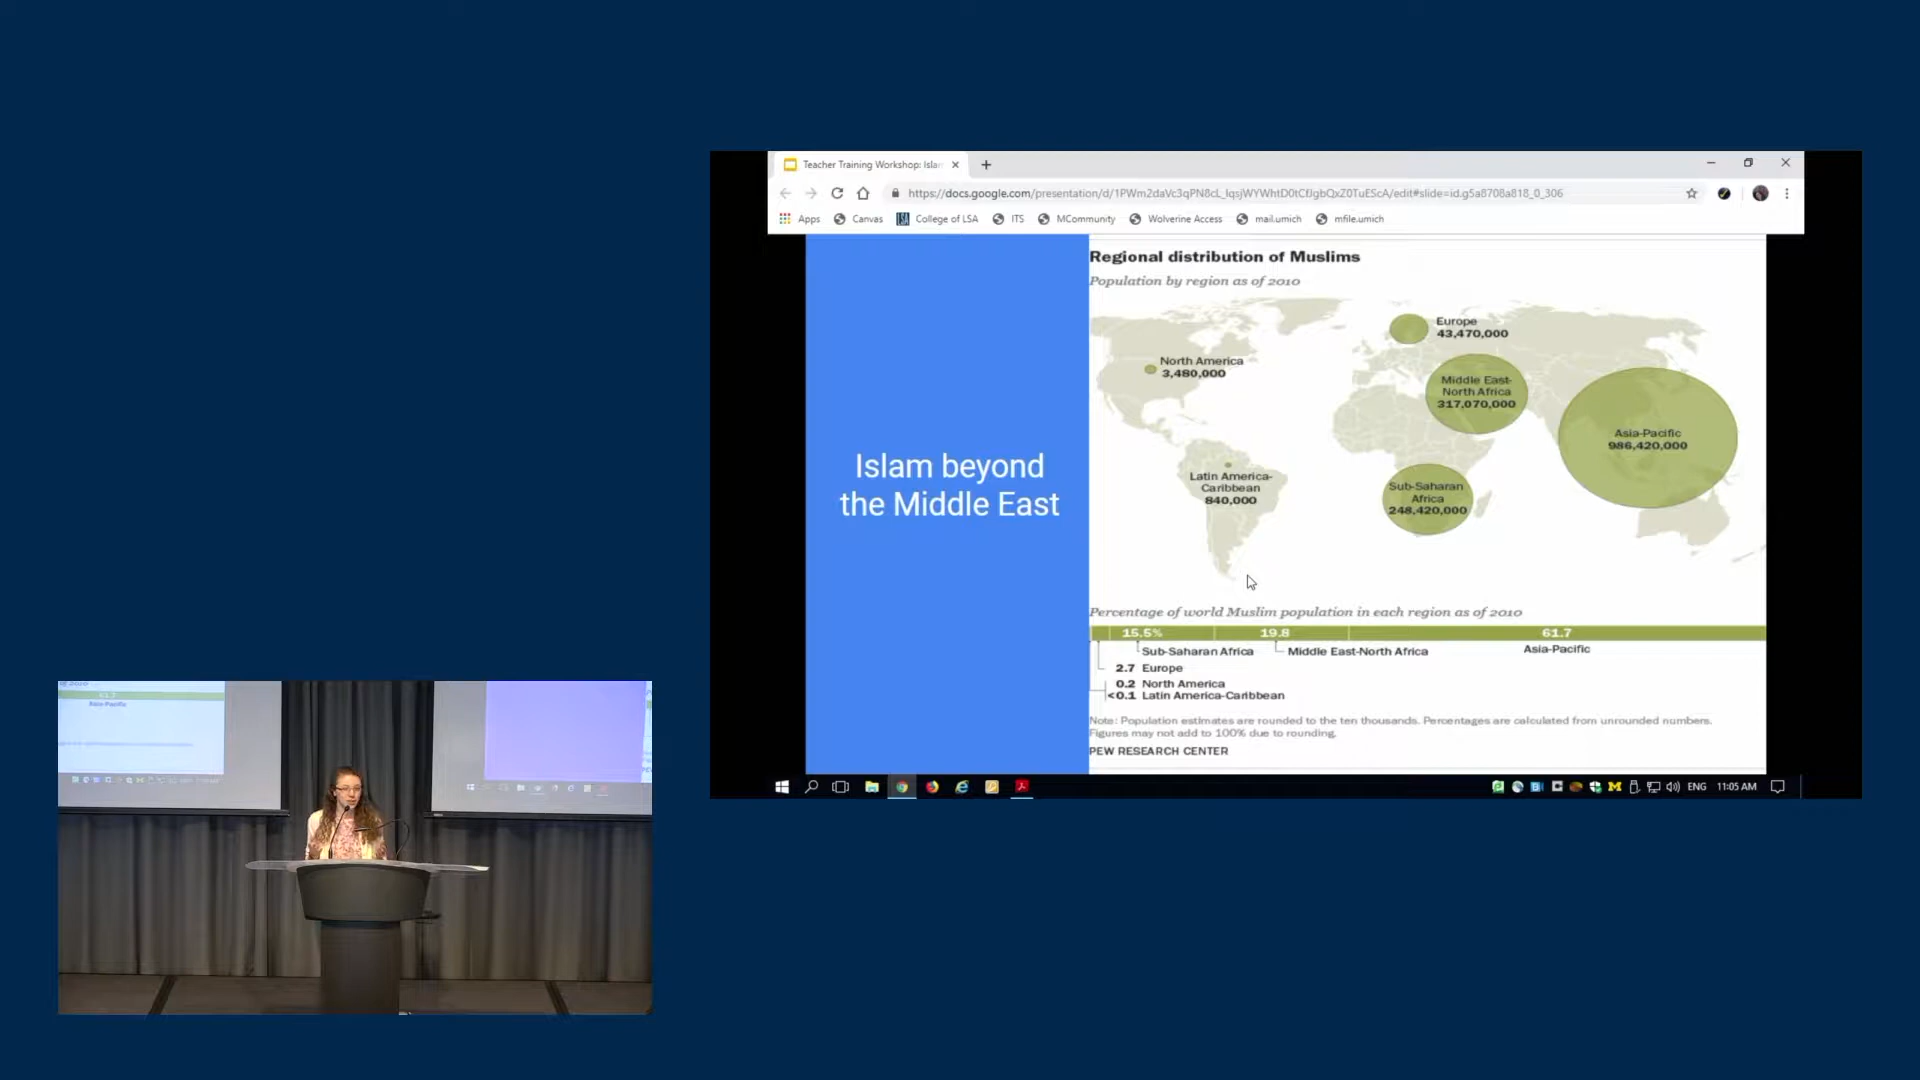 Teacher Training Workshop: Isla
https://docs.google.com/presentation/d/1PWm2daVc3qPN8cL_IqsjWYWhtD0tCfJgbQxZ0TuEScA/edit#slide=id.g5a8708a818_0_306
Apps Canvas College of LSA ITS MCommunity Wolverine Access mail.umich mfile.umich
Islam beyond
the Middle East
Regional distribution of Muslims
Population by region as of 2010
Europe
43,470,000
North America
3,480,000
Middle East-
North Africa
317,070,000
Asia-Pacific
986,420,000
Latin America-
Caribbean
840,000
Sub-Saharan
Africa
248,420,000
Percentage of world Muslim population in each region as of 2010
15.5% 19.8 61.7
Sub-Saharan Africa Middle East-North Africa Asia-Pacific
2.7 Europe
0.2 North America
<0.1 Latin America-Caribbean
Note: Population estimates are rounded to the ten thousands. Percentages are calculated from unrounded numbers.
Figures may not add to 100% due to rounding.
PEW RESEARCH CENTER
ENG 11:05 AM
61.7
Asia-Pacific